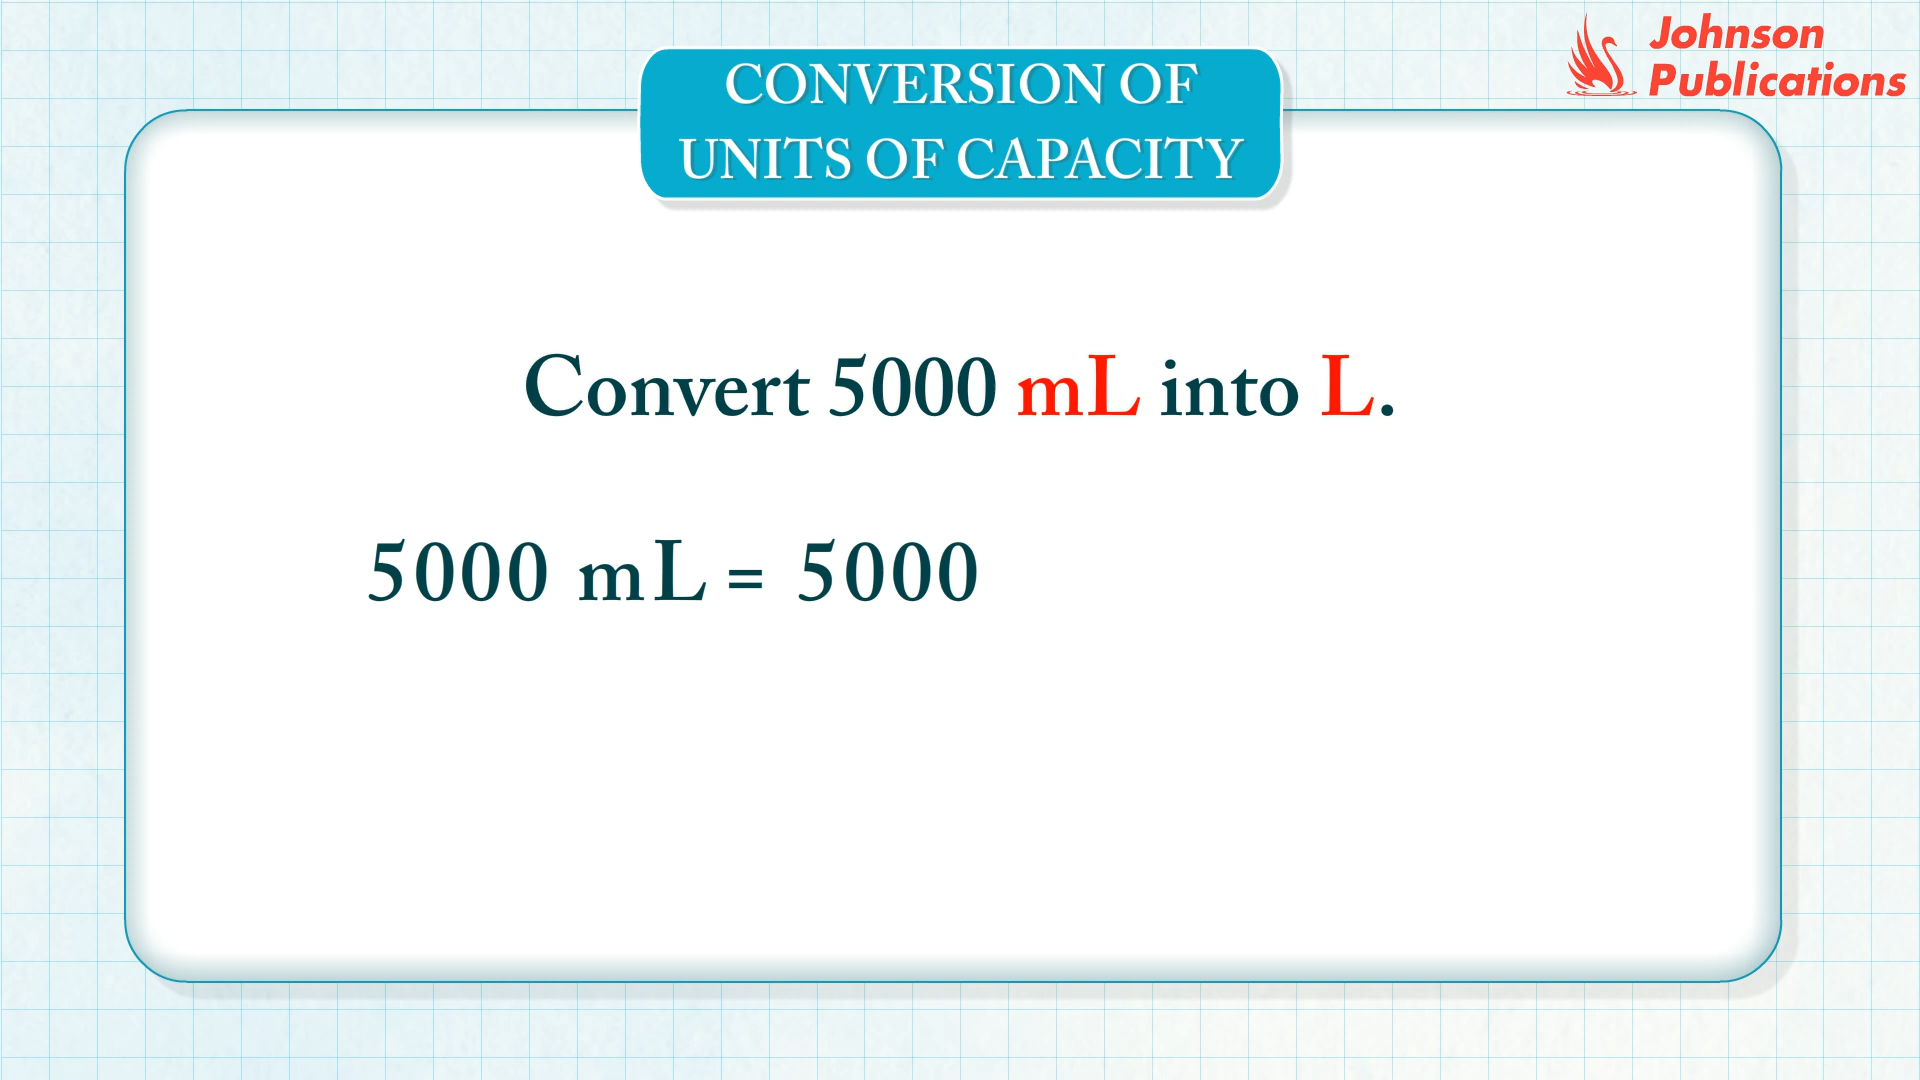 Johnson
Publications
CONVERSION OF
UNITS OF CAPACITY
Convert 5000 mL into L.
5000 mL = 5000